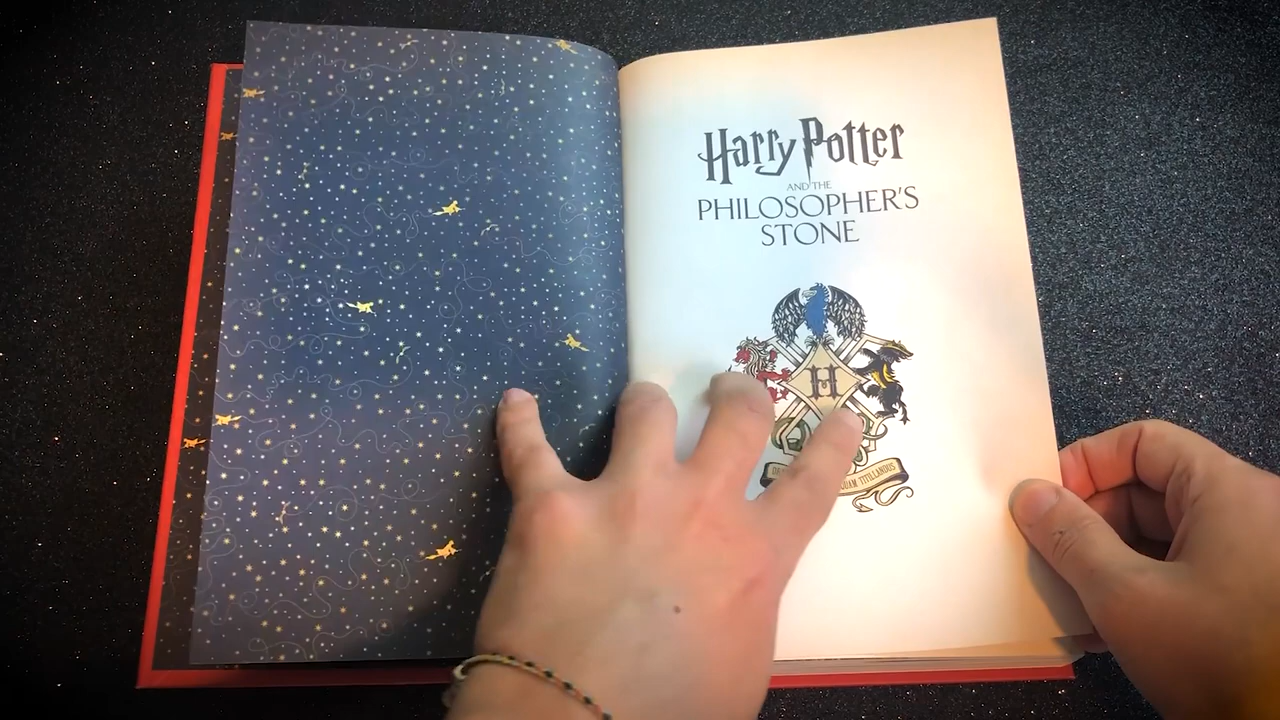 Harry Potter
AND THE
PHILOSOPHER'S
STONE
H
QUAM TITILLANDUS